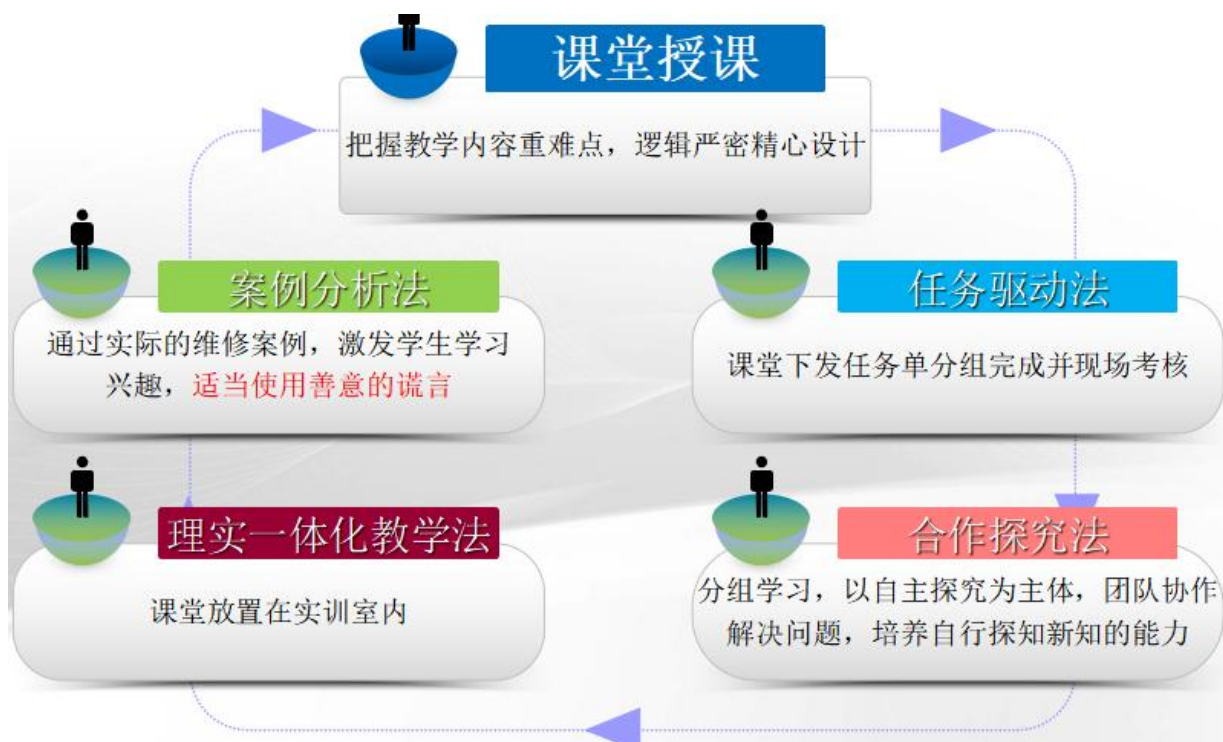 课堂授课
把握教学内容重难点，逻辑严密精心设计
案例分析法
通过实际的维修案例，激发学生学习
兴趣，适当使用善意的谎言
任务驱动法
课堂下发任务单分组完成并现场考核
理实一体化教学法
课堂放置在实训室内
合作探究法
分组学习，以自主探究为主体，团队协作
解决问题，培养自行探知新知的能力